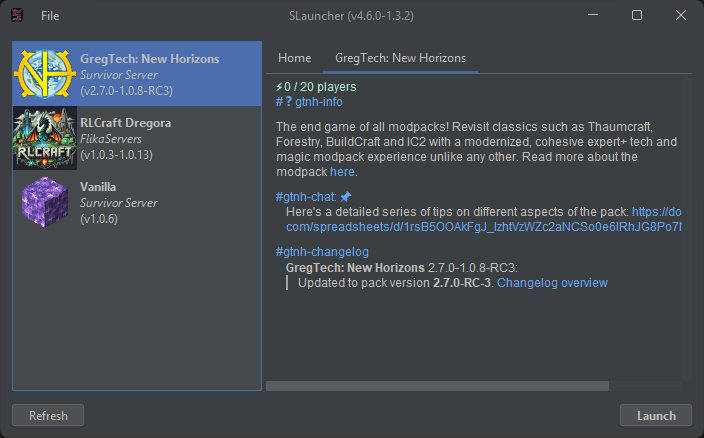 SLauncher (v4.6.0-1.3.2)
File
GregTech: New Horizons
Survivor Server
(v2.7.0-1.0.8-RC3)
RLCRAFT
RLCraft Dregora
FlikaServers
(v1.0.3-1.0.13)
Vanilla
Survivor Server
(v1.0.6)
Home
GregTech: New Horizons
⚡0 / 20 players
#❓gtnh-info
The end game of all modpacks! Revisit classics such as Thaumcraft,
Forestry, BuildCraft and IC2 with a modernized, cohesive expert+ tech and
magic modpack experience unlike any other. Read more about the
modpack here.
#gtnh-chat: 📌
Here's a detailed series of tips on different aspects of the pack: https://do
#gtnh-changelog
GregTech: New Horizons 2.7.0-1.0.8-RC3:
Updated to pack version 2.7.0-RC-3. Changelog overview
Refresh
Launch